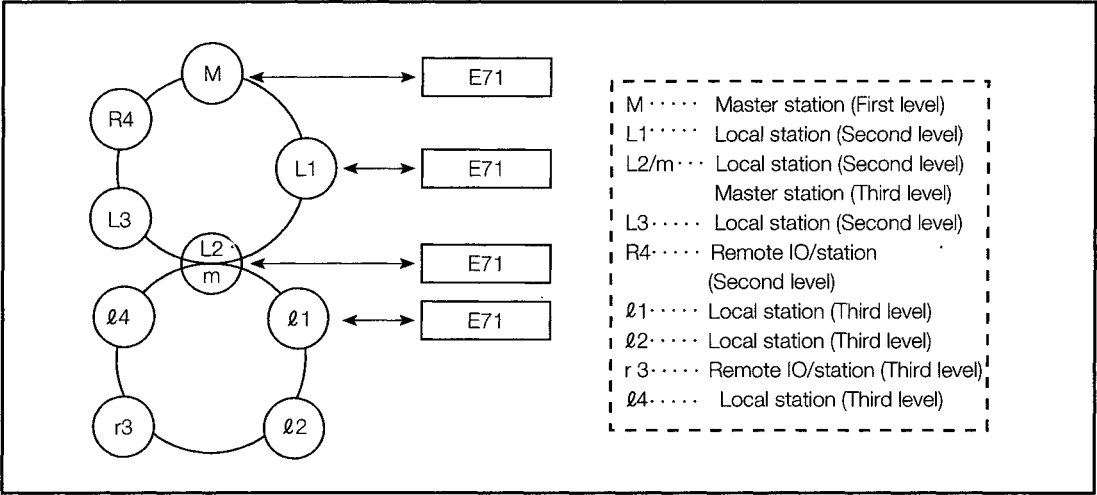 M
E71
R4
L1
E71
L3
L2
m
E71
ℓ4
ℓ1
E71
r3
ℓ2
M ····· Master station (First level)
L1 ····· Local station (Second level)
L2/m ··· Local station (Second level)
Master station (Third level)
L3 ····· Local station (Second level)
R4 ····· Remote IO/station
(Second level)
ℓ1 ····· Local station (Third level)
ℓ2 ····· Local station (Third level)
r 3 ····· Remote IO/station (Third level)
ℓ4 ····· Local station (Third level)